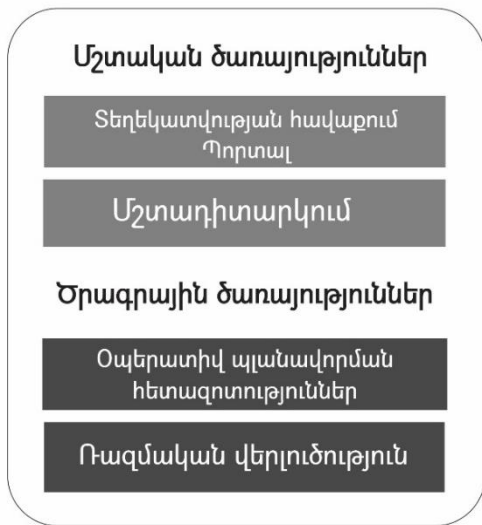 Մշտական ծառայություններ
Տեղեկատվության հավաքում
Պորտալ
Մշտադիտարկում
Ծրագրային ծառայություններ
Օպերատիվ պլանավորման
հետազոտություններ
Ռազմական վերլուծություն